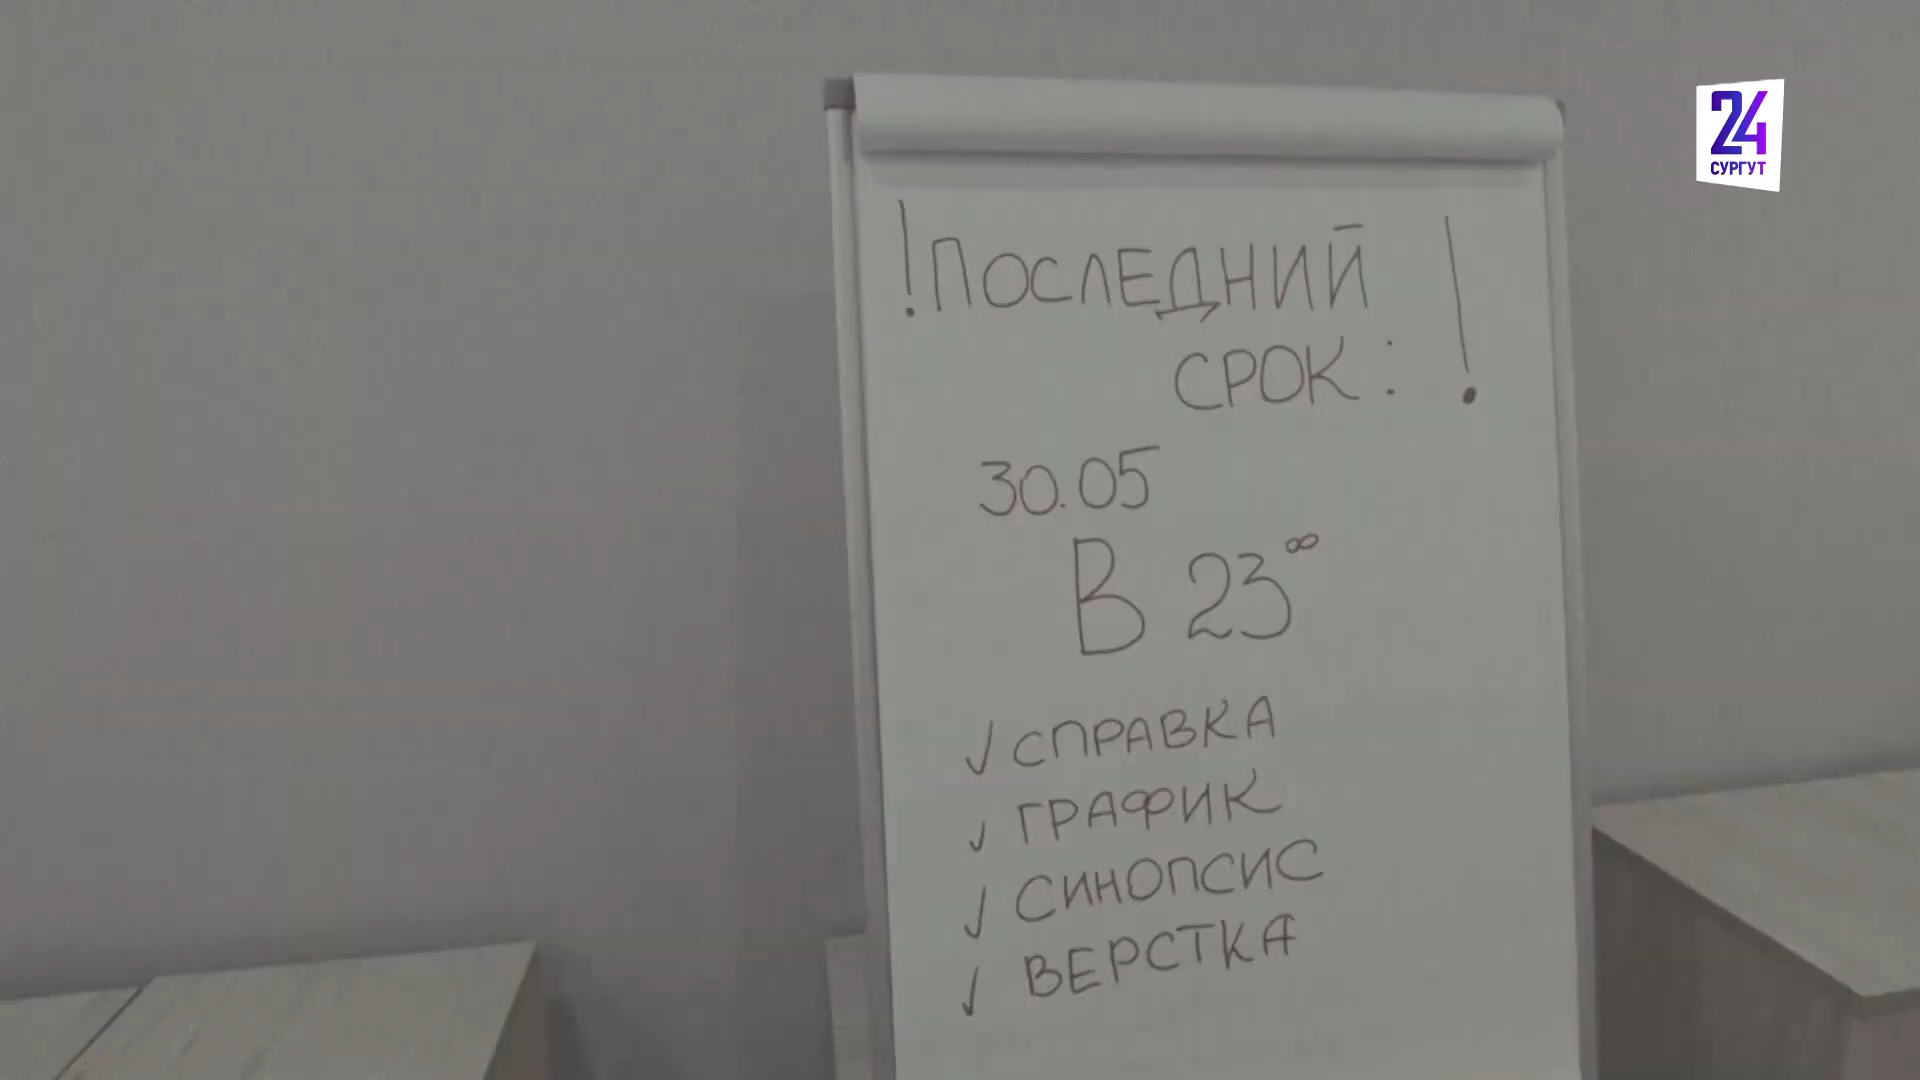 24
СУРГУТ
! ПОСЛЕДНИЙ
СРОК: !
30.05
В 23⁰⁰
✓ СПРАВКА
✓ ГРАФИК
✓ СИНОПСИС
✓ ВЕРСТКА